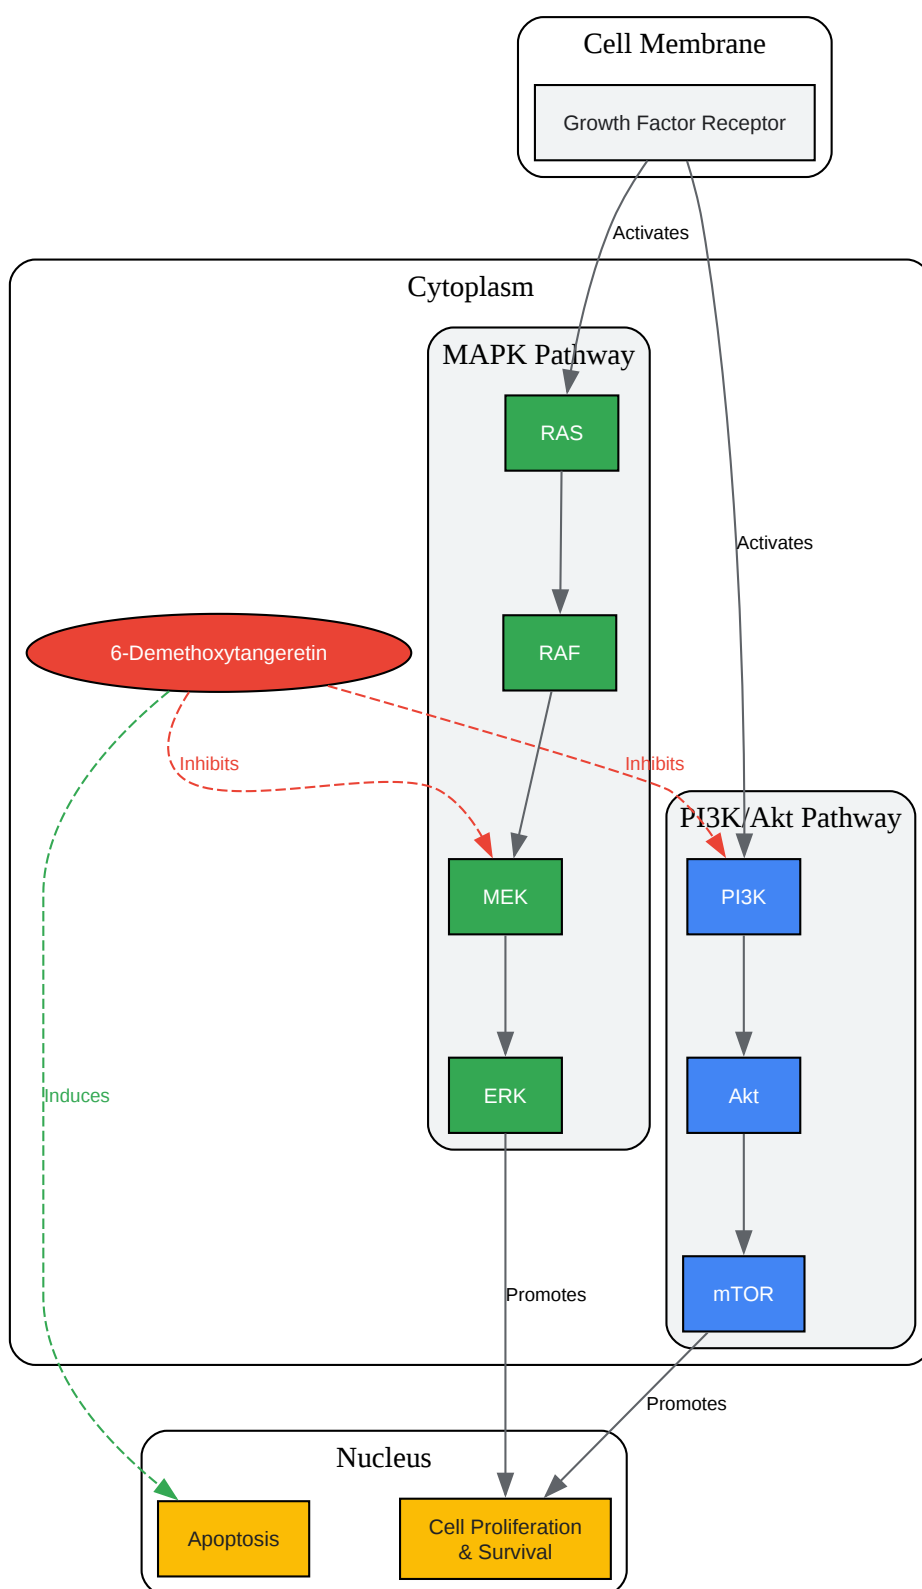 Cell Membrane
Growth Factor Receptor
Activates
Cytoplasm
MAPK Pathway
RAS
Activates
6-Demethoxytangeretin
RAF
Inhibits
Inhibits
PI3K/Akt Pathway
MEK
PI3K
Induces
ERK
Akt
Promotes
mTOR
Promotes
Nucleus
Apoptosis
Cell Proliferation
& Survival